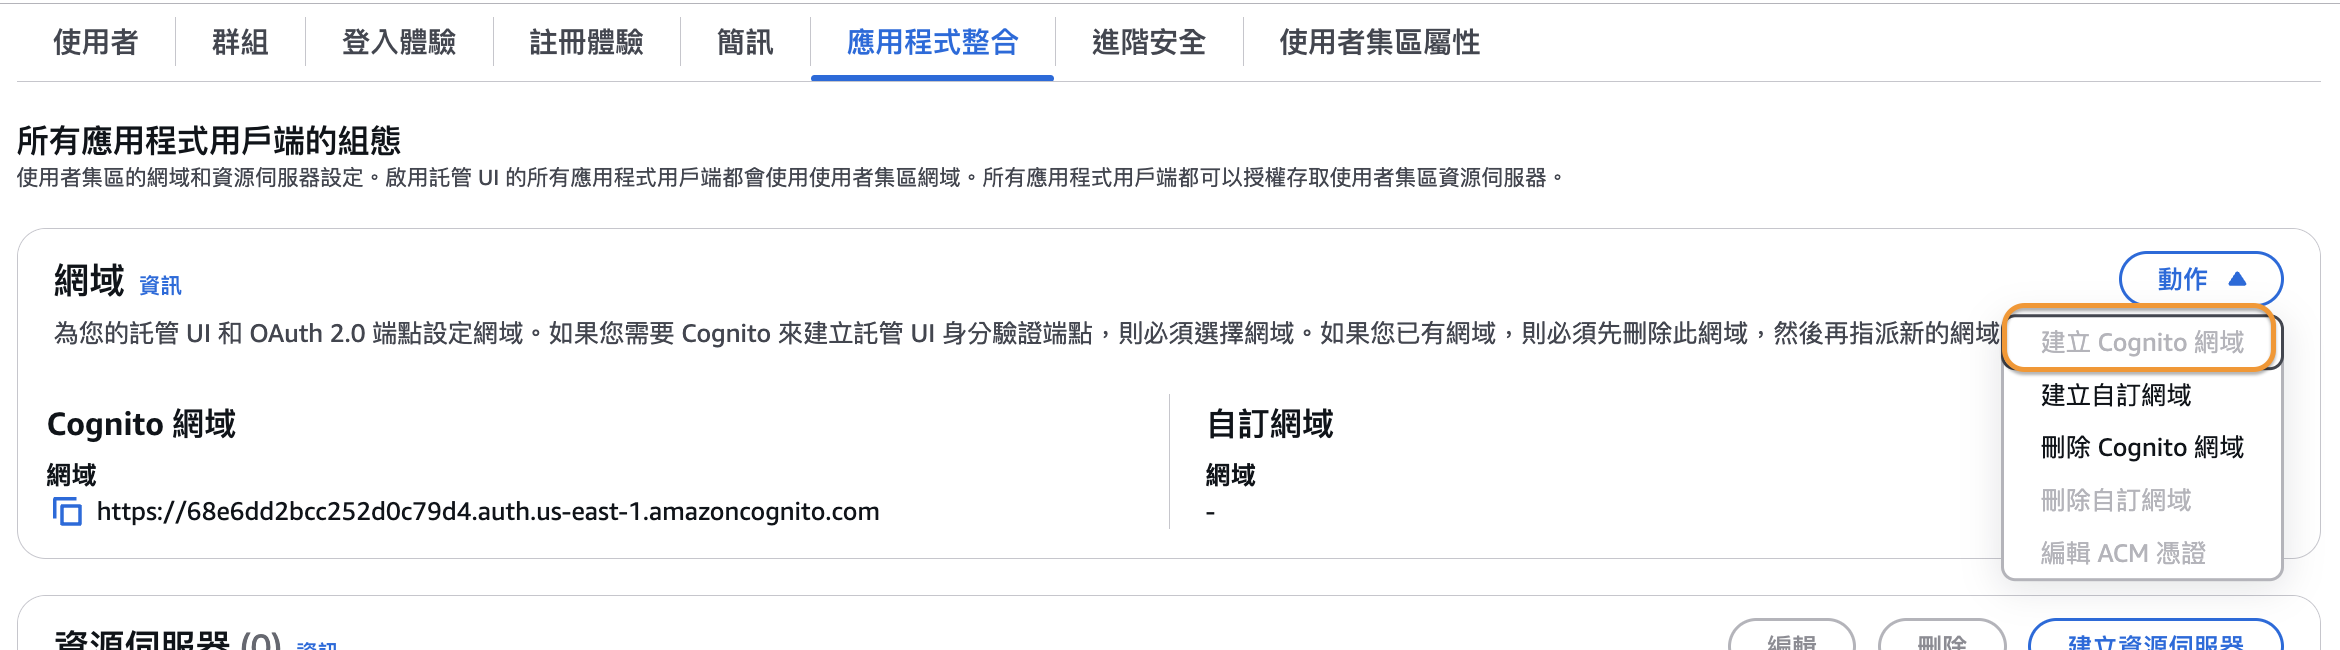 使用者 群組 登入體驗 註冊體驗 簡訊 應用程式整合 進階安全 使用者集區屬性
所有應用程式用戶端的組態
使用者集區的網域和資源伺服器設定。啟用託管 UI 的所有應用程式用戶端都會使用使用者集區網域。所有應用程式用戶端都可以授權存取使用者集區資源伺服器。
網域 資訊
動作
為您的託管 UI 和 OAuth 2.0 端點設定網域。如果您需要 Cognito 來建立託管 UI 身分驗證端點，則必須選擇網域。如果您已有網域，則必須先刪除此網域，然後再指派新的網域
建立 Cognito 網域
建立自訂網域
刪除 Cognito 網域
刪除自訂網域
編輯 ACM 憑證
Cognito 網域
網域
https://68e6dd2bcc252d0c79d4.auth.us-east-1.amazoncognito.com
自訂網域
網域
-
資源伺服器 (0) 資訊
編輯 刪除 建立資源伺服器